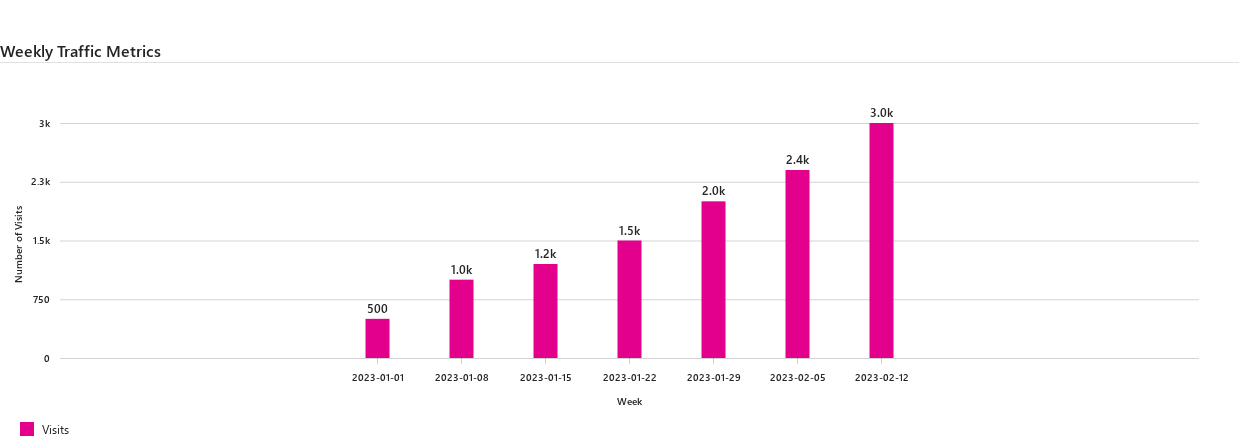 Weekly Traffic Metrics
3k
2.3k
1.5k
750
0
Number of Visits
500
1.0k
1.2k
1.5k
2.0k
2.4k
3.0k
2023-01-01
2023-01-08
2023-01-15
2023-01-22
2023-01-29
2023-02-05
2023-02-12
Week
Visits